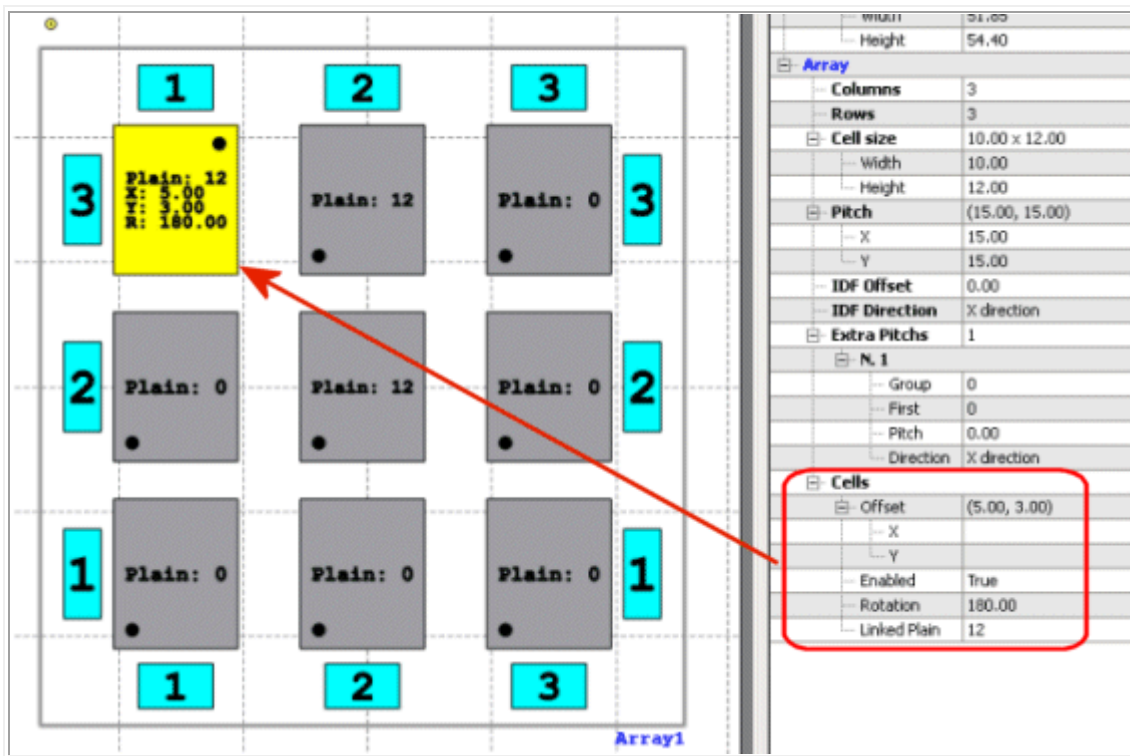 1 2 3
3 3
Plain: 12
X: 5.00
Y: 3.00
R: 180.00
Plain: 12
Plain: 0
2 2
Plain: 0
Plain: 12
Plain: 0
1 1
Plain: 0
Plain: 0
Plain: 0
1 2 3
Array1
Width 51.85
Height 54.40
Array
Columns 3
Rows 3
Cell size 10.00 x 12.00
Width 10.00
Height 12.00
Pitch (15.00, 15.00)
X 15.00
Y 15.00
IDF Offset 0.00
IDF Direction X direction
Extra Pitchs 1
N. 1
Group 0
First 0
Pitch 0.00
Direction X direction
Cells
Offset (5.00, 3.00)
X
Y
Enabled True
Rotation 180.00
Linked Plain 12